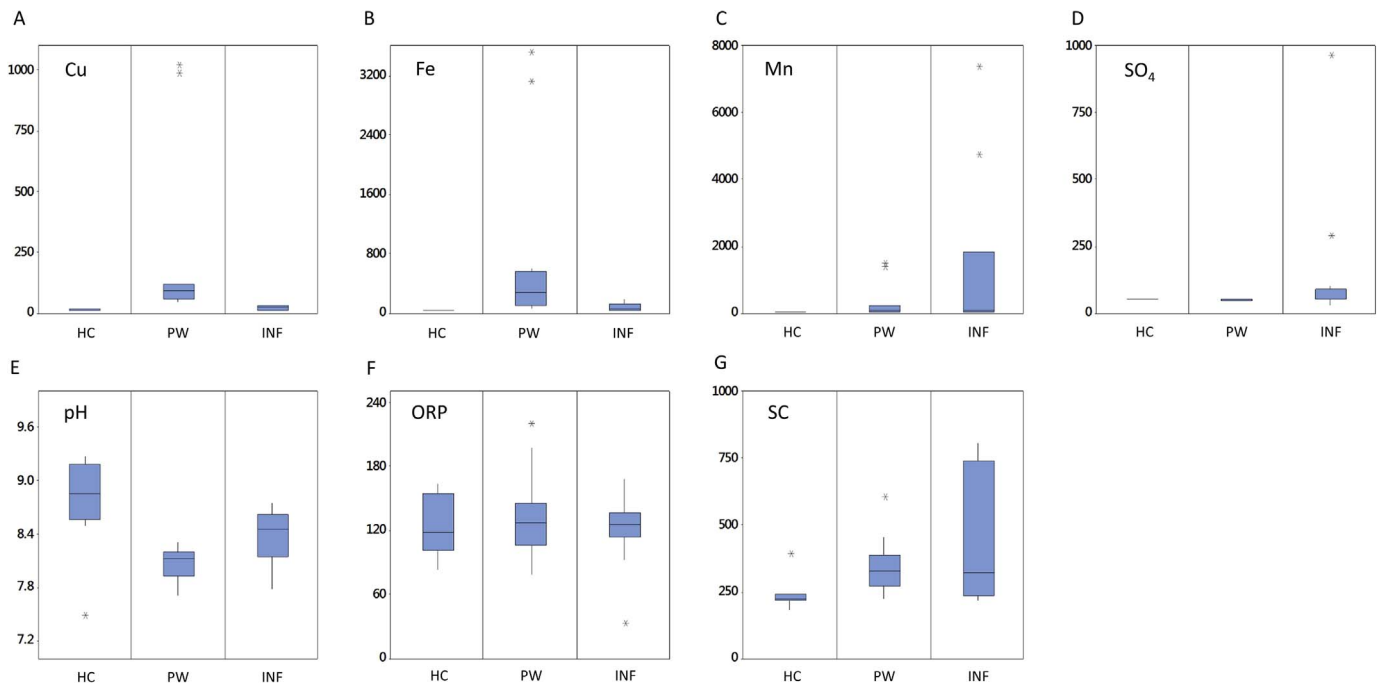 A
B
C
D
Cu
Fe
Mn
SO₄
1000
750
500
250
0
3200
2400
1600
800
0
8000
6000
4000
2000
0
1000
750
500
250
0
HC PW INF
HC PW INF
HC PW INF
HC PW INF
E
F
G
pH
ORP
SC
9.6
9.0
8.4
7.8
7.2
240
180
120
60
0
1000
750
500
250
0
HC PW INF
HC PW INF
HC PW INF